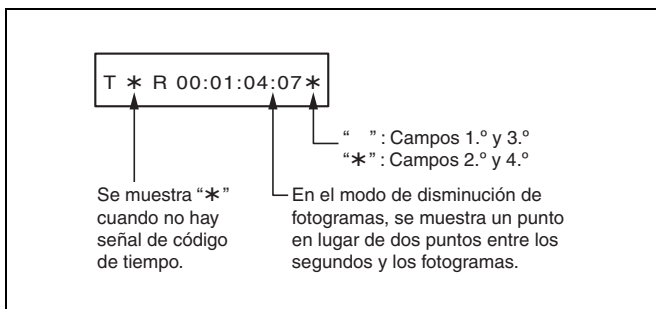 T * R 00:01:04:07*
“ ” : Campos 1.º y 3.º
“*” : Campos 2.º y 4.º
Se muestra “*”
cuando no hay
señal de código
de tiempo.
En el modo de disminución de
fotogramas, se muestra un punto
en lugar de dos puntos entre los
segundos y los fotogramas.